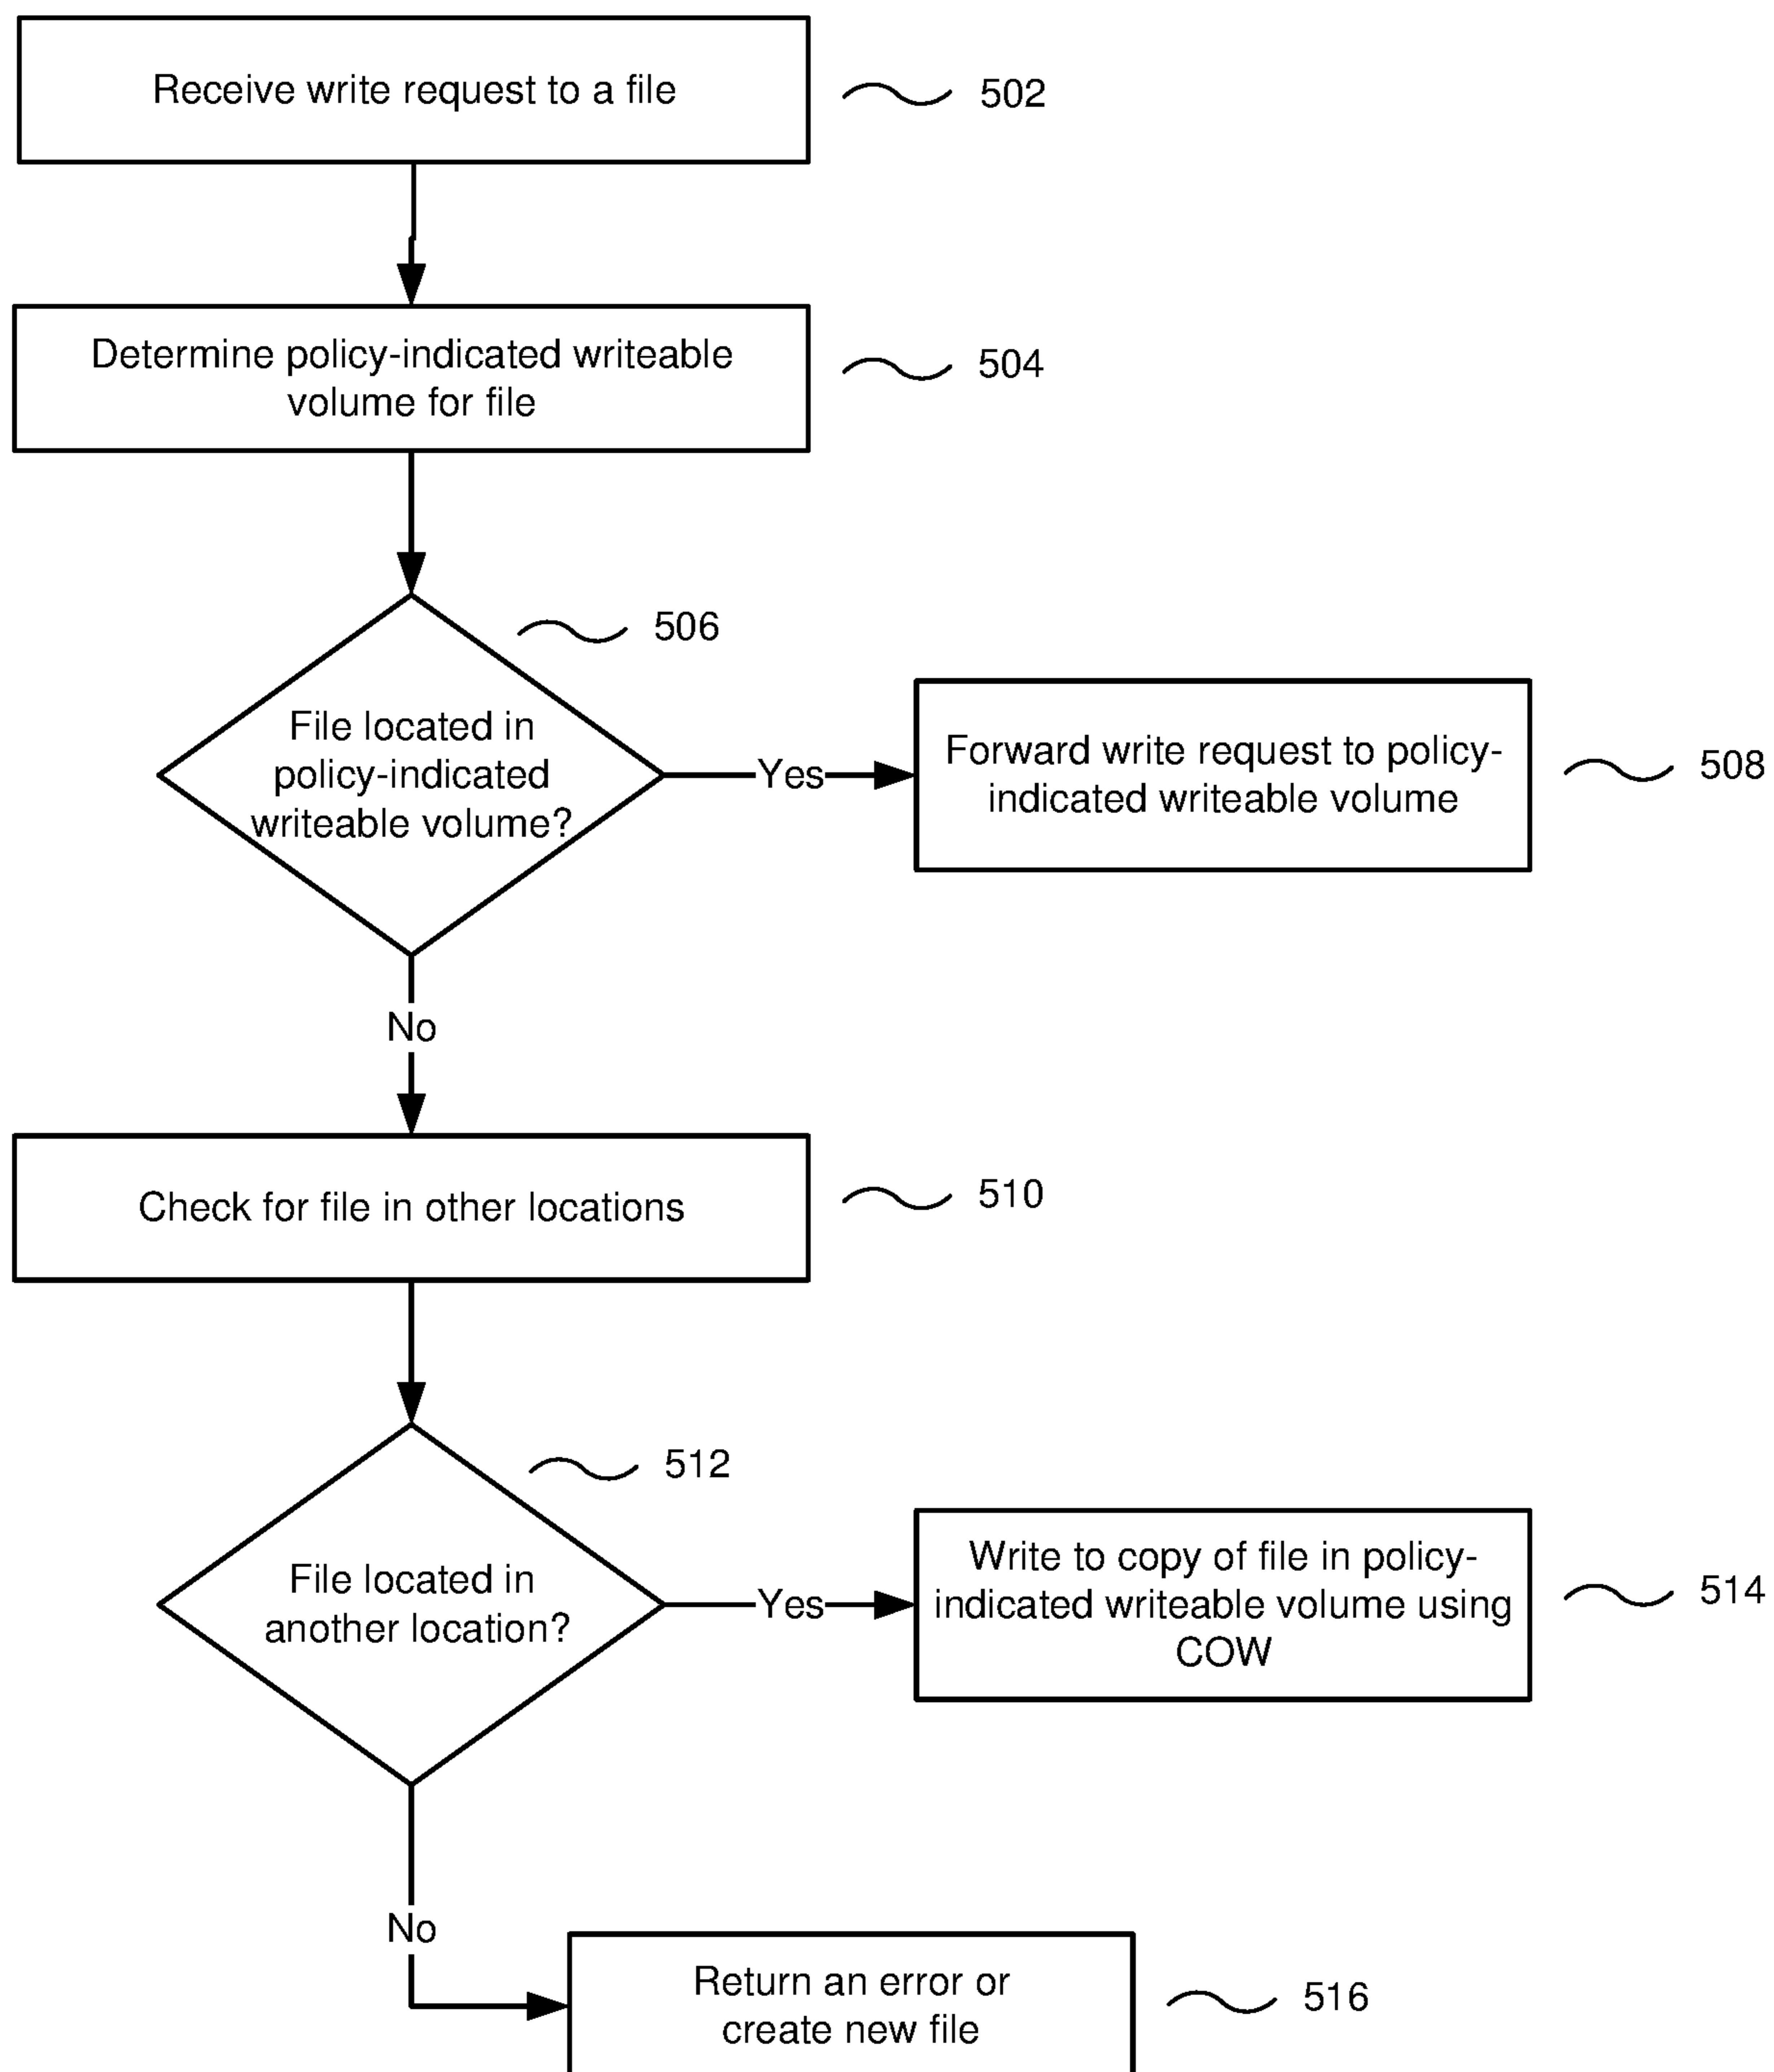 Receive write request to a file
502
Determine policy-indicated writeable
volume for file
504
506
File located in
policy-indicated
writeable volume?
Yes
Forward write request to policy-
indicated writeable volume
508
No
Check for file in other locations
510
512
File located in
another location?
Yes
Write to copy of file in policy-
indicated writeable volume using
COW
514
No
Return an error or
create new file
516